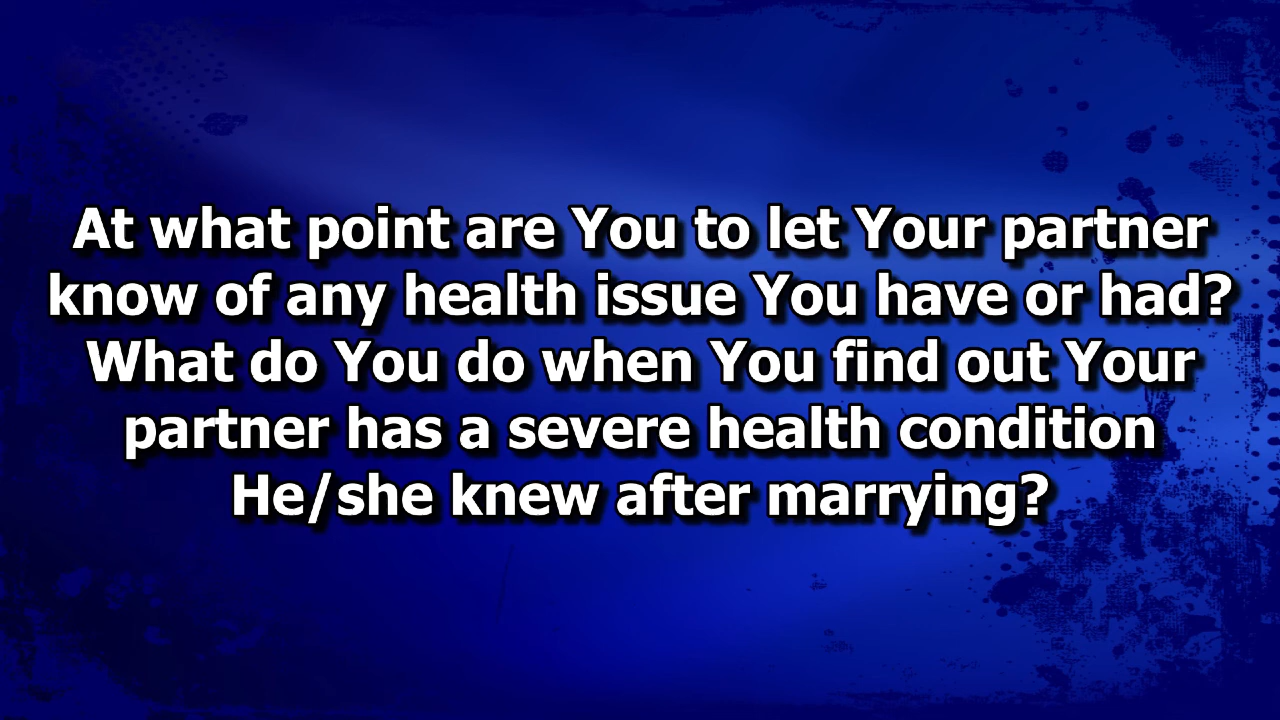 At what point are You to let Your partner
know of any health issue You have or had?
What do You do when You find out Your
partner has a severe health condition
He/she knew after marrying?